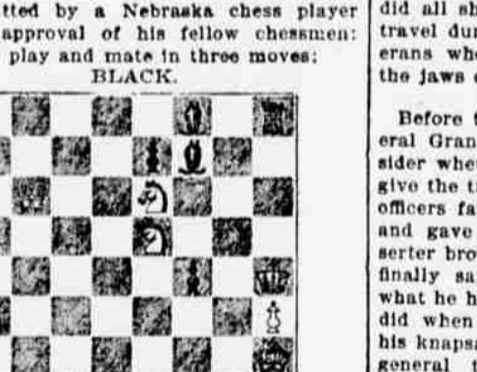 tted by a Nebraska chess player
approval of his fellow chessmen:
play and mate in three moves:
BLACK.
did all sh
travel dur
erans whe
the jaws o
Before t
eral Gran
sider when
give the t
officers fa
and gave
serter brow
finally sa
what he h
did when
his knapsa
general t